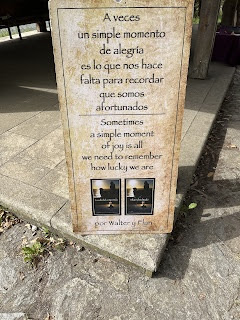 A veces
un simple momento
de alegría
es lo que nos hace
falta para recordar
que somos
afortunados
Sometimes
a simple moment
of joy is all
we need to remember
how lucky we are
por Walter y